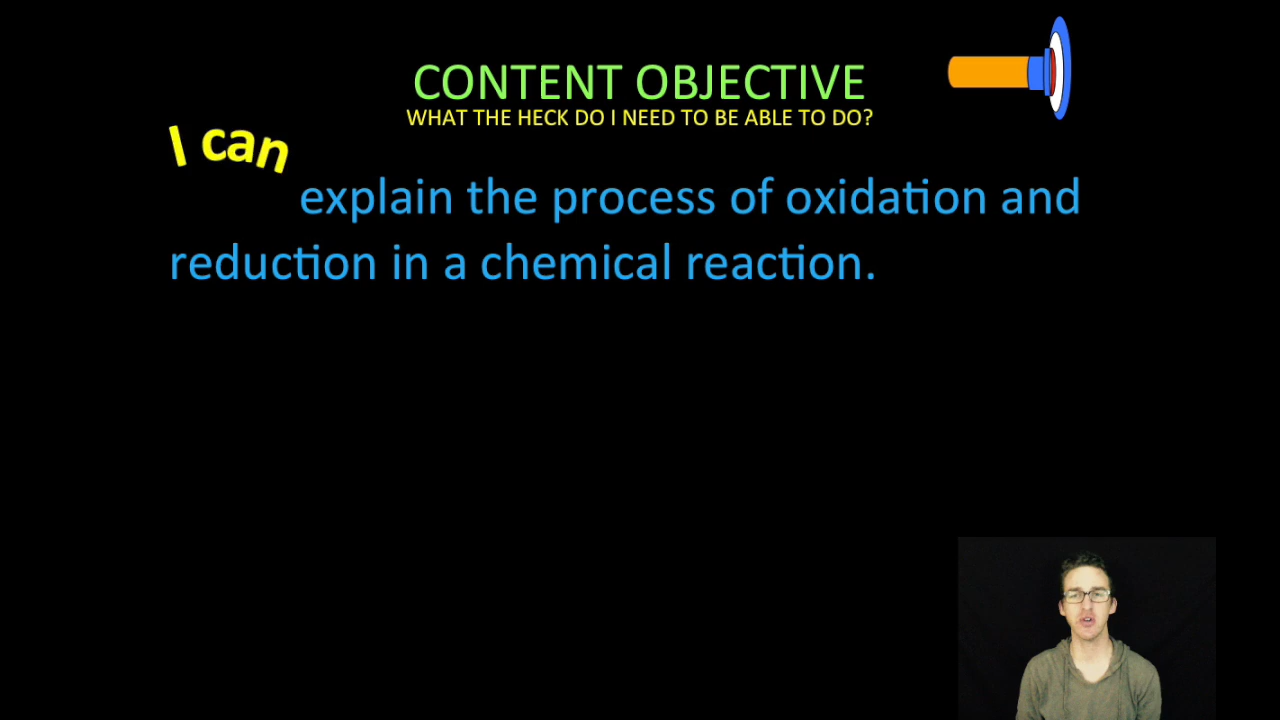 CONTENT OBJECTIVE
WHAT THE HECK DO I NEED TO BE ABLE TO DO?
I can
explain the process of oxidation and
reduction in a chemical reaction.